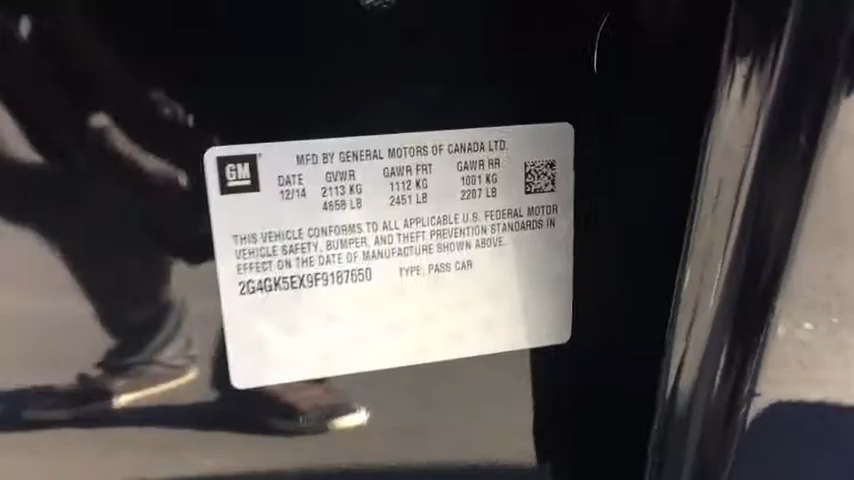 GM
MFD BY GENERAL MOTORS OF CANADA LTD.
DATE GVWR GAWR FRT GAWR RR
12/14 2113 KG 1112 KG 1001 KG
4658 LB 2451 LB 2207 LB
THIS VEHICLE CONFORMS TO ALL APPLICABLE U.S. FEDERAL MOTOR
VEHICLE SAFETY, BUMPER, AND THEFT PREVENTION STANDARDS IN
EFFECT ON THE DATE OF MANUFACTURE SHOWN ABOVE.
2G4GK5EX9F9187650 TYPE: PASS CAR